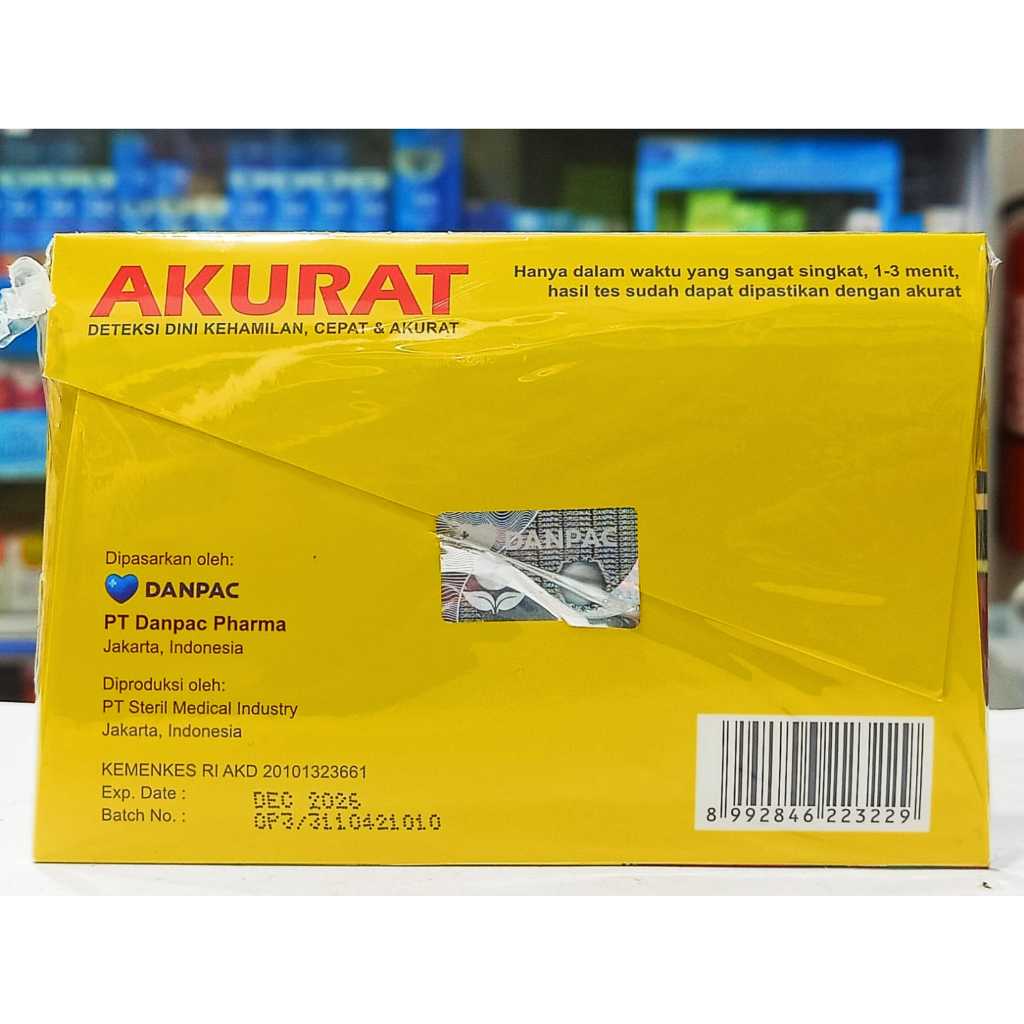 AKURAT
DETEKSI DINI KEHAMILAN, CEPAT & AKURAT
Hanya dalam waktu yang sangat singkat, 1-3 menit,
hasil tes sudah dapat dipastikan dengan akurat
DANPAC
Dipasarkan oleh:
DANPAC
PT Danpac Pharma
Jakarta, Indonesia
Diproduksi oleh:
PT Steril Medical Industry
Jakarta, Indonesia
KEMENKES RI AKD 20101323661
Exp. Date : DEC 2026
Batch No. : OP3/3110421010
8 992846 223229